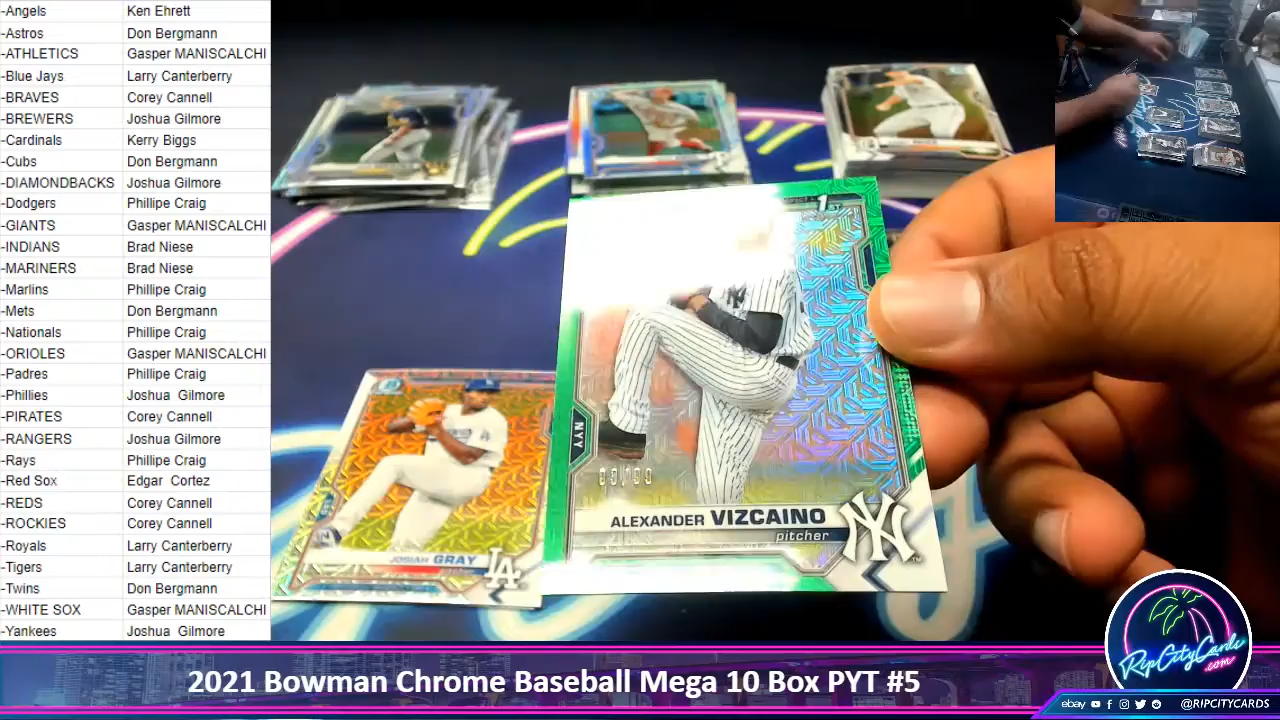 -Angels Ken Ehrett
-Astros Don Bergmann
-ATHLETICS Gasper MANISCALCHI
-Blue Jays Larry Canterberry
-BRAVES Corey Cannell
-BREWERS Joshua Gilmore
-Cardinals Kerry Biggs
-Cubs Don Bergmann
-DIAMONDBACKS Joshua Gilmore
-Dodgers Phillipe Craig
-GIANTS Gasper MANISCALCHI
-INDIANS Brad Niese
-MARINERS Brad Niese
-Marlins Phillipe Craig
-Mets Don Bergmann
-Nationals Phillipe Craig
-ORIOLES Gasper MANISCALCHI
-Padres Phillipe Craig
-Phillies Joshua Gilmore
-PIRATES Corey Cannell
-RANGERS Joshua Gilmore
-Rays Phillipe Craig
-Red Sox Edgar Cortez
-REDS Corey Cannell
-ROCKIES Corey Cannell
-Royals Larry Canterberry
-Tigers Larry Canterberry
-Twins Don Bergmann
-WHITE SOX Gasper MANISCALCHI
-Yankees Joshua Gilmore
1ST
NYY
ALEXANDER VIZCAINO
pitcher
NY
JOSIAH GRAY
LA
RipCityCards
.com
2021 Bowman Chrome Baseball Mega 10 Box PYT #5
ebay @RIPCITYCARDS